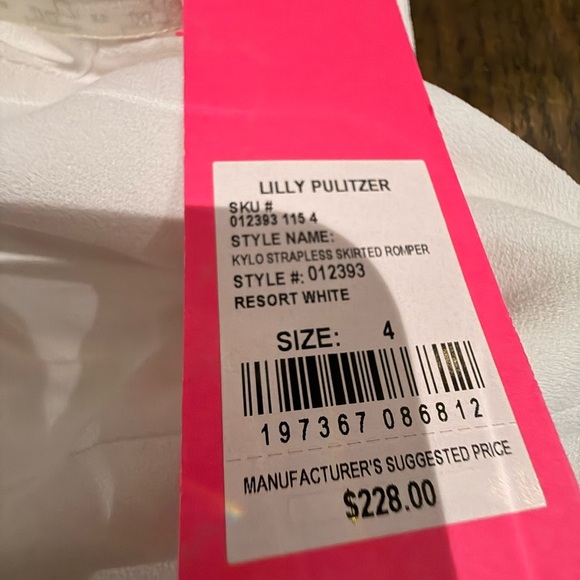 LILLY PULITZER
SKU #
012393 115 4
STYLE NAME:
KYLO STRAPLESS SKIRTED ROMPER
STYLE #: 012393
RESORT WHITE
SIZE: 4
197367 086812
MANUFACTURER'S SUGGESTED PRICE
$228.00